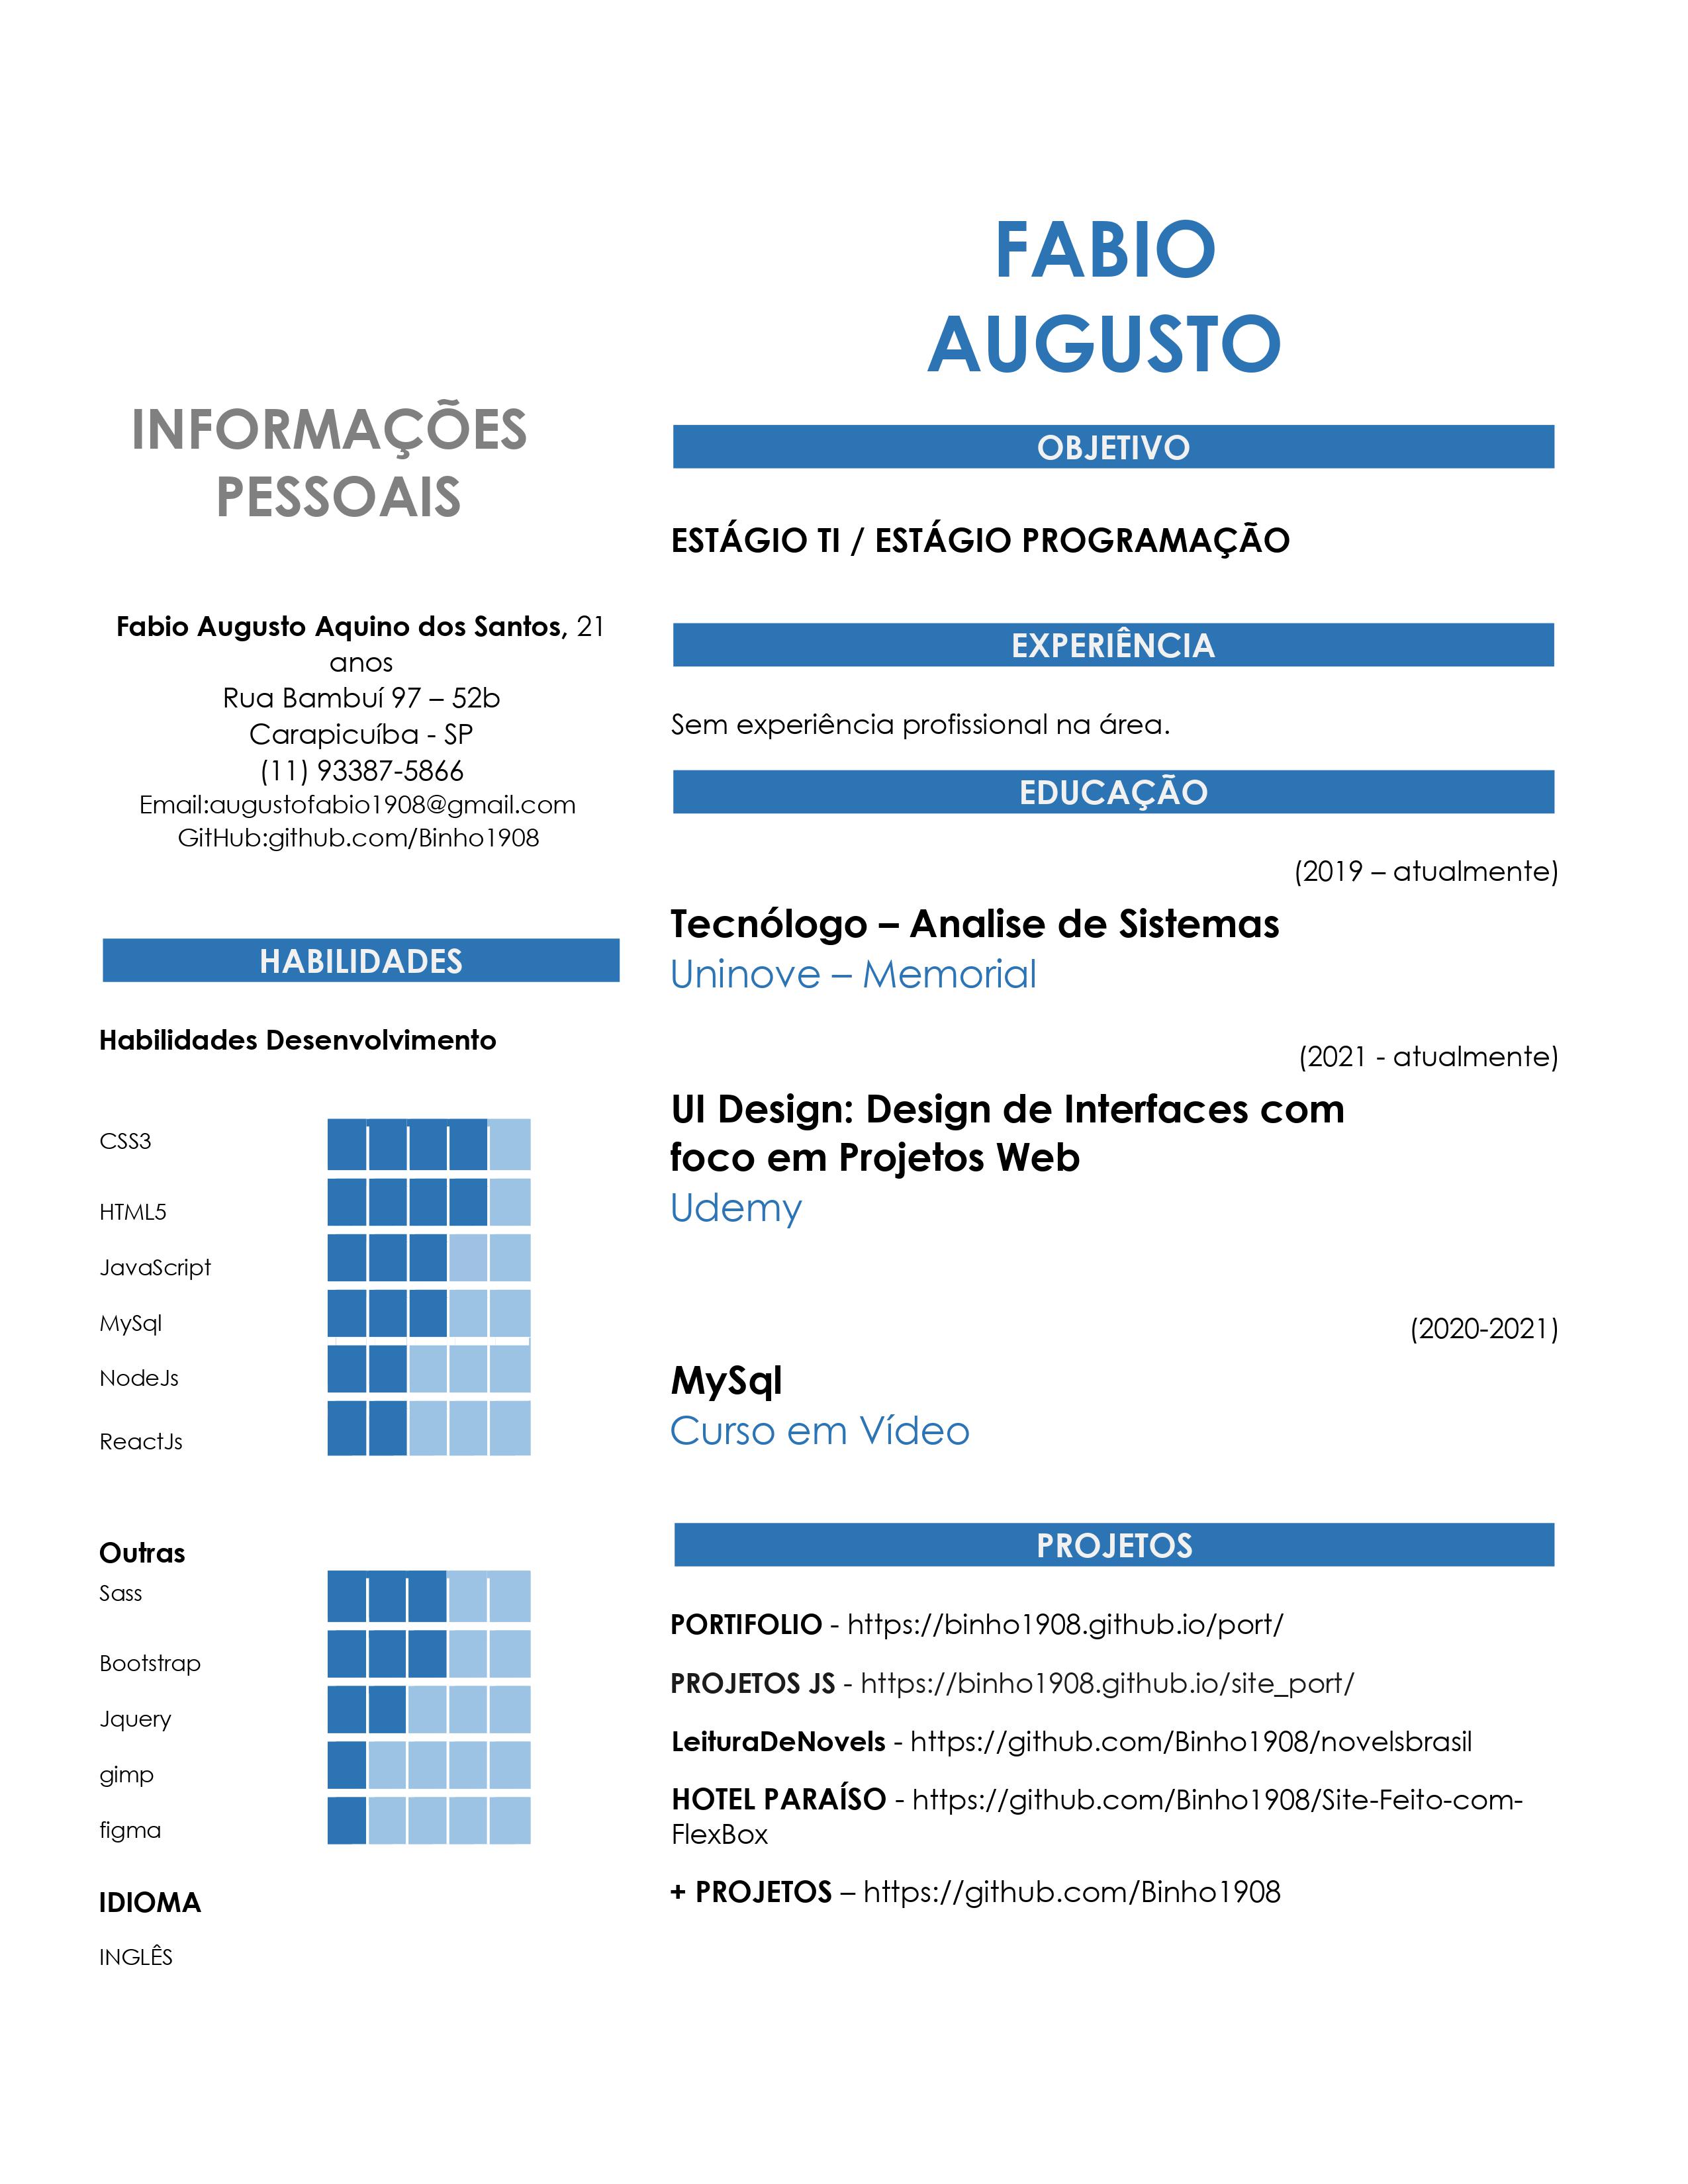 FABIO
AUGUSTO
INFORMAÇÕES
PESSOAIS
Fabio Augusto Aquino dos Santos, 21
anos
Rua Bambuí 97 – 52b
Carapicuíba - SP
(11) 93387-5866
Email:augustofabio1908@gmail.com
GitHub:github.com/Binho1908
HABILIDADES
Habilidades Desenvolvimento
CSS3
HTML5
JavaScript
MySql
NodeJs
ReactJs
Outras
Sass
Bootstrap
Jquery
gimp
figma
IDIOMA
INGLÊS
OBJETIVO
ESTÁGIO TI / ESTÁGIO PROGRAMAÇÃO
EXPERIÊNCIA
Sem experiência profissional na área.
EDUCAÇÃO
(2019 – atualmente)
Tecnólogo – Analise de Sistemas
Uninove – Memorial
(2021 - atualmente)
UI Design: Design de Interfaces com
foco em Projetos Web
Udemy
(2020-2021)
MySql
Curso em Vídeo
PROJETOS
PORTIFOLIO - https://binho1908.github.io/port/
PROJETOS JS - https://binho1908.github.io/site_port/
LeituraDeNovels - https://github.com/Binho1908/novelsbrasil
HOTEL PARAÍSO - https://github.com/Binho1908/Site-Feito-com-
FlexBox
+ PROJETOS – https://github.com/Binho1908